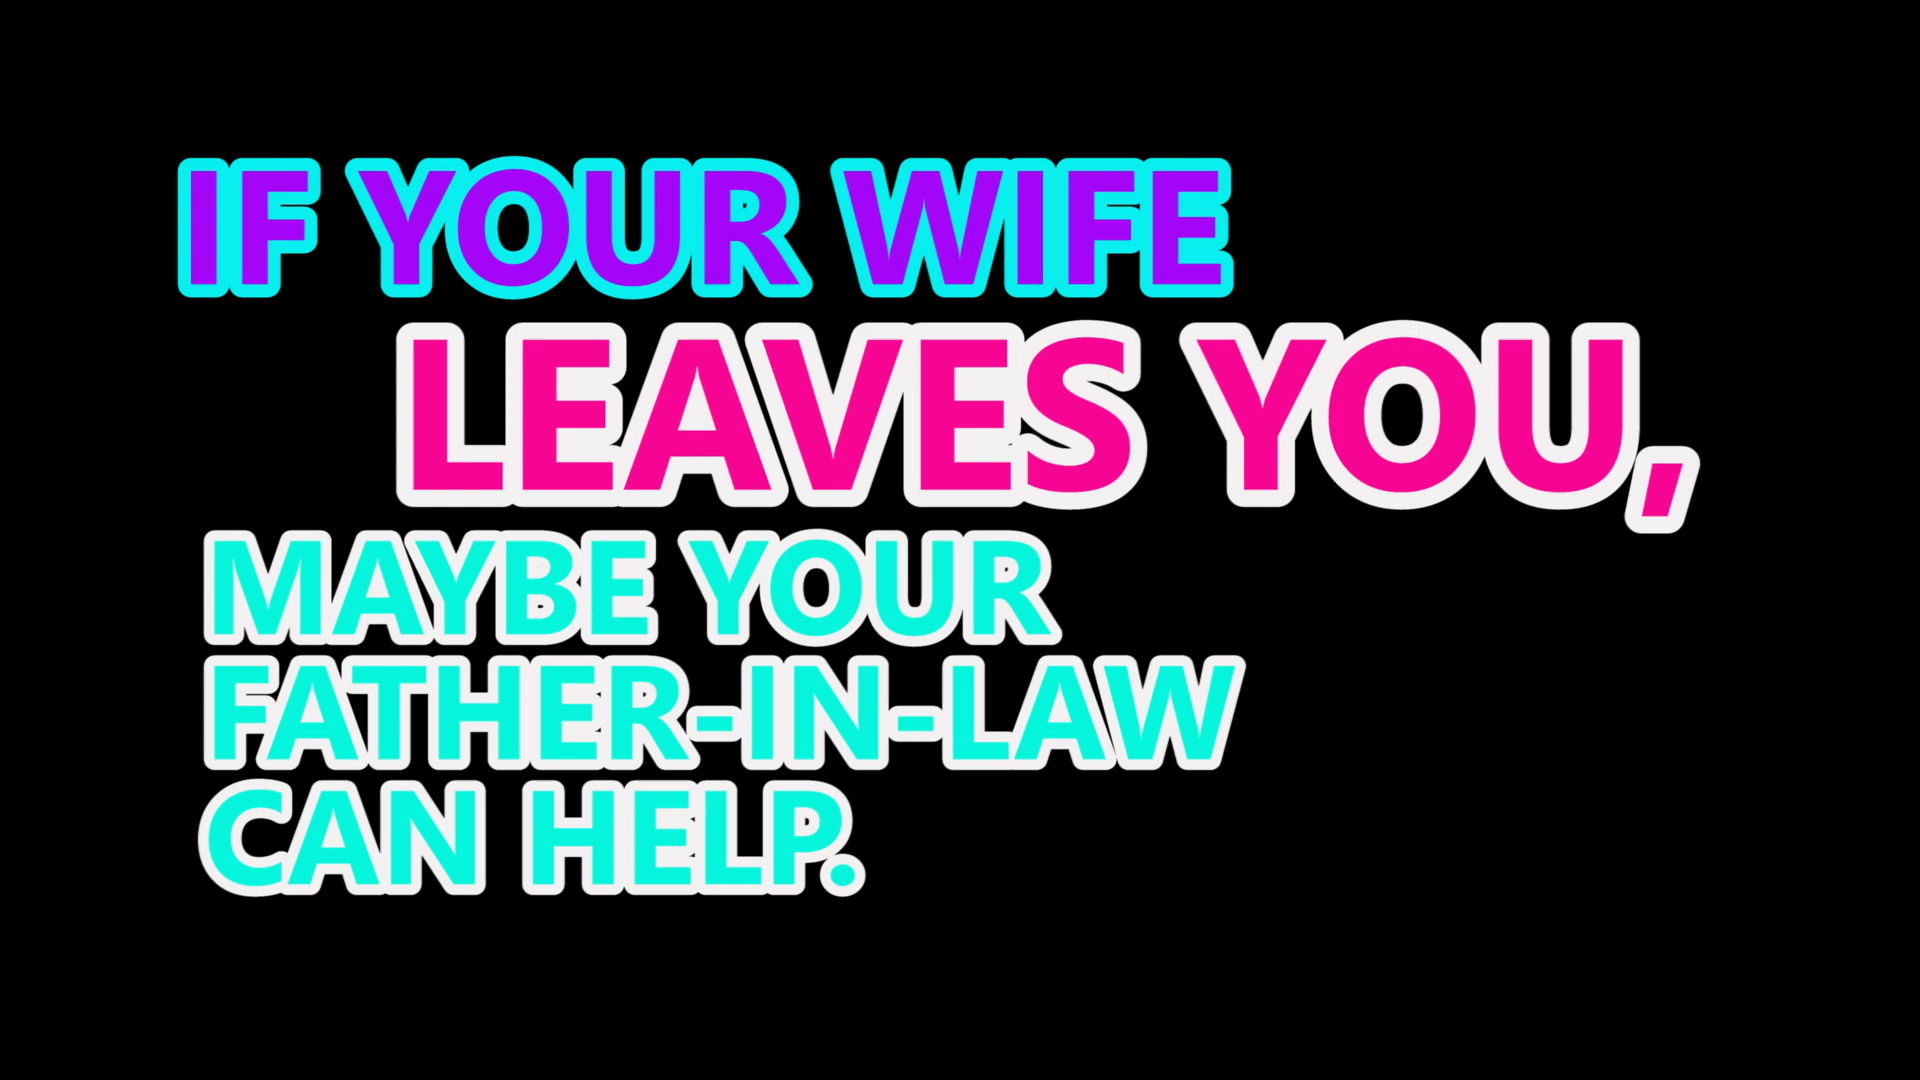 IF YOUR WIFE
LEAVES YOU,
MAYBE YOUR
FATHER-IN-LAW
CAN HELP.